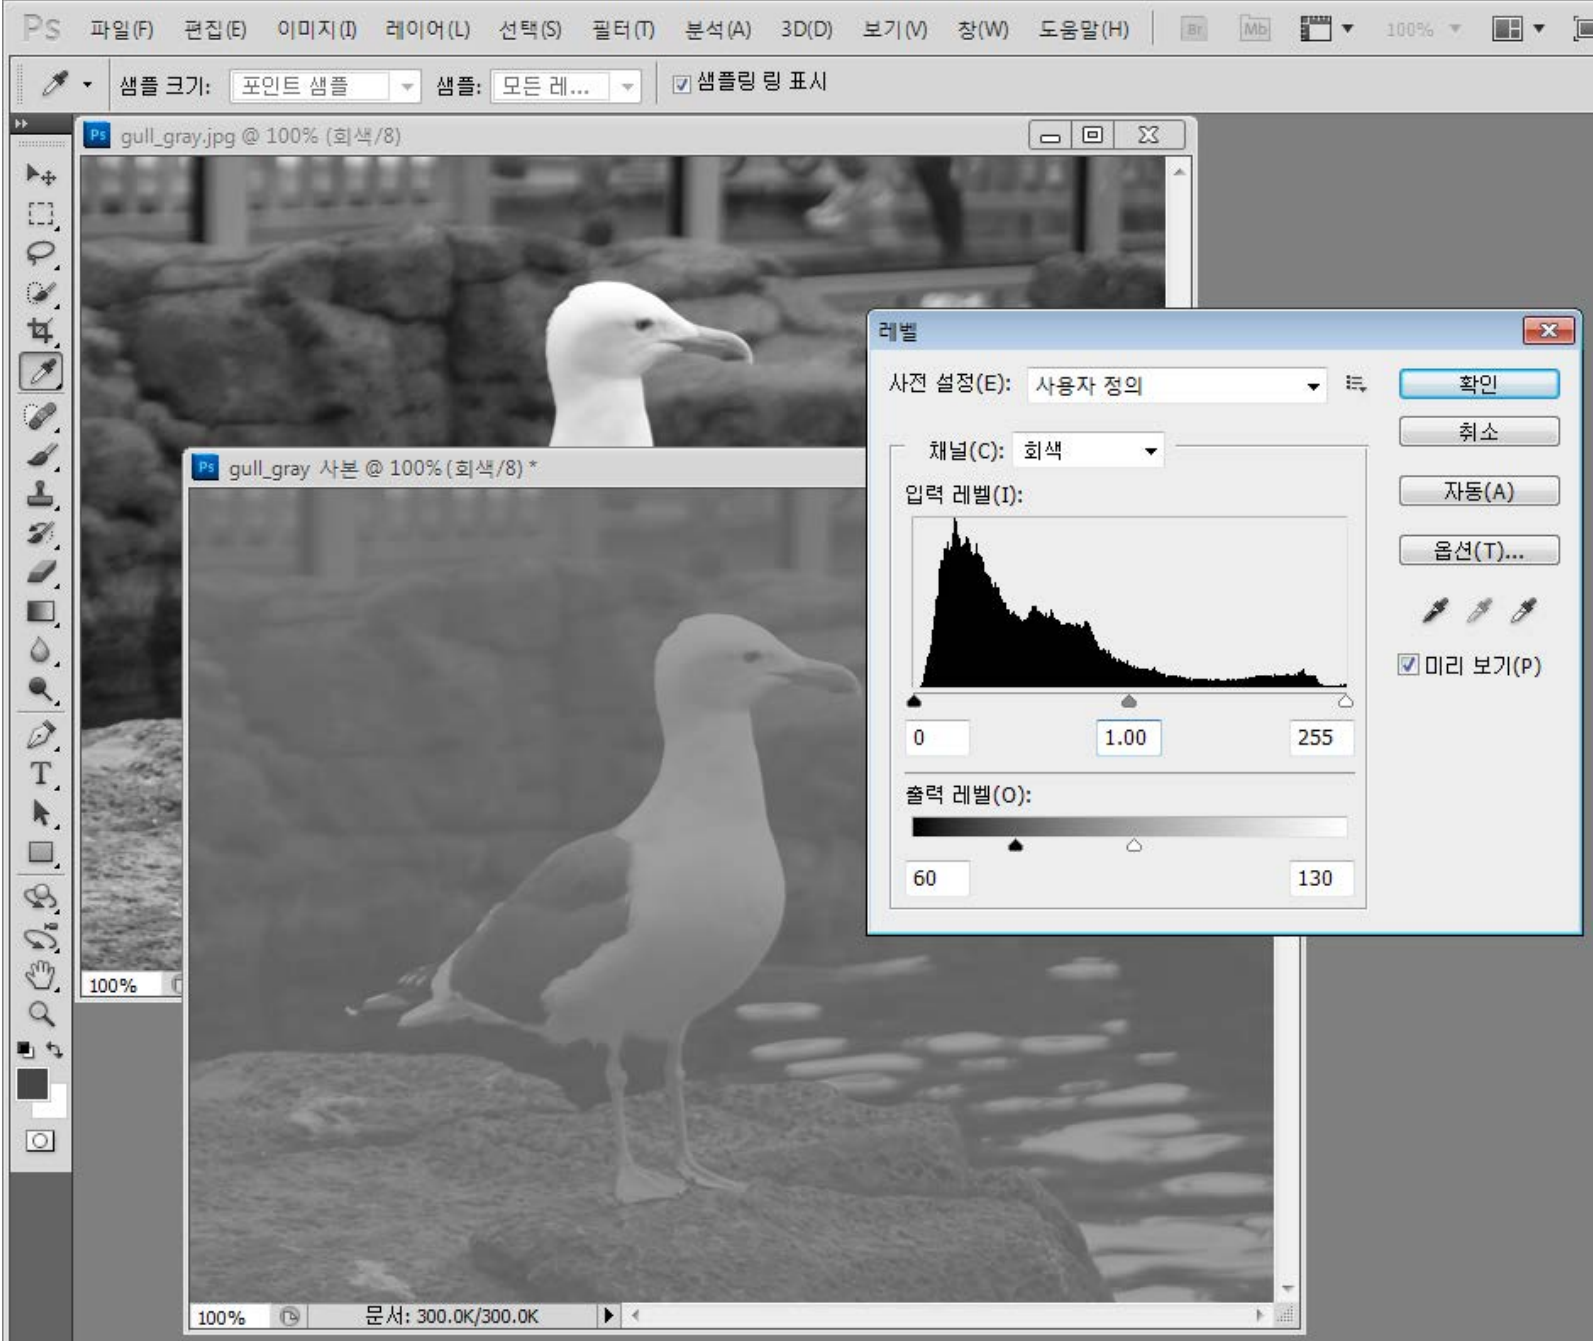 Ps 파일(F) 편집(E) 이미지(I) 레이어(L) 선택(S) 필터(T) 분석(A) 3D(D) 보기(V) 창(W) 도움말(H) Br Mb 100%
샘플 크기: 포인트 샘플 샘플: 모든 레... 샘플링 링 표시
Ps gull_gray.jpg @ 100% (회색/8)
100%
Ps gull_gray 사본 @ 100% (회색/8) *
100% 문서: 300.0K/300.0K
T
레벨
사전 설정(E): 사용자 정의
확인
취소
채널(C): 회색
입력 레벨(I):
자동(A)
옵션(T)...
미리 보기(P)
0 1.00 255
출력 레벨(O):
60 130